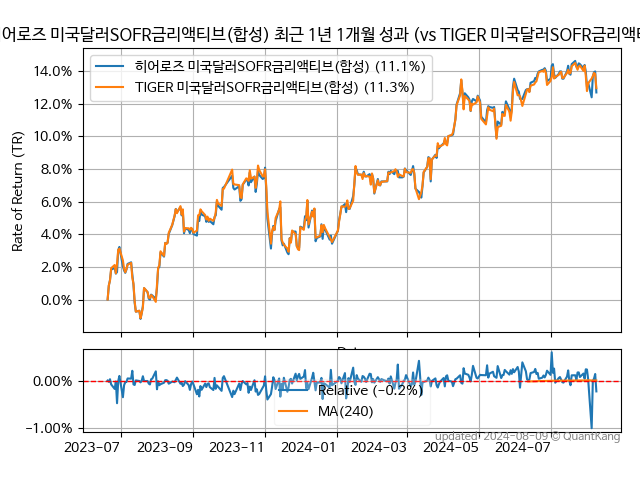 어로즈 미국달러SOFR금리액티브(합성) 최근 1년 1개월 성과 (vs TIGER 미국달러SOFR금리액티
히어로즈 미국달러SOFR금리액티브(합성) (11.1%)
TIGER 미국달러SOFR금리액티브(합성) (11.3%)
Rate of Return (TR)
14.0%
12.0%
10.0%
8.0%
6.0%
4.0%
2.0%
0.0%
0.00%
−1.00%
Relative (−0.2%)
MA(240)
2023−07
2023−09
2023−11
2024−01
2024−03
2024−05
2024−07
updated: 2024−08−09 © QuantKang